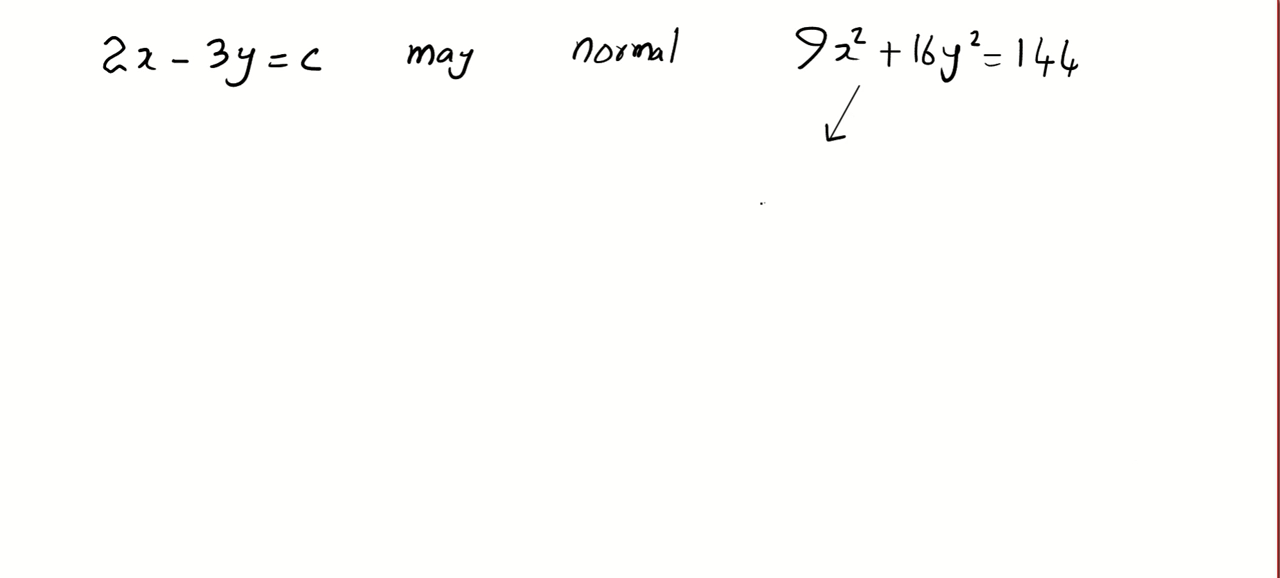 2x - 3y = c may normal 9x² + 16y² = 144